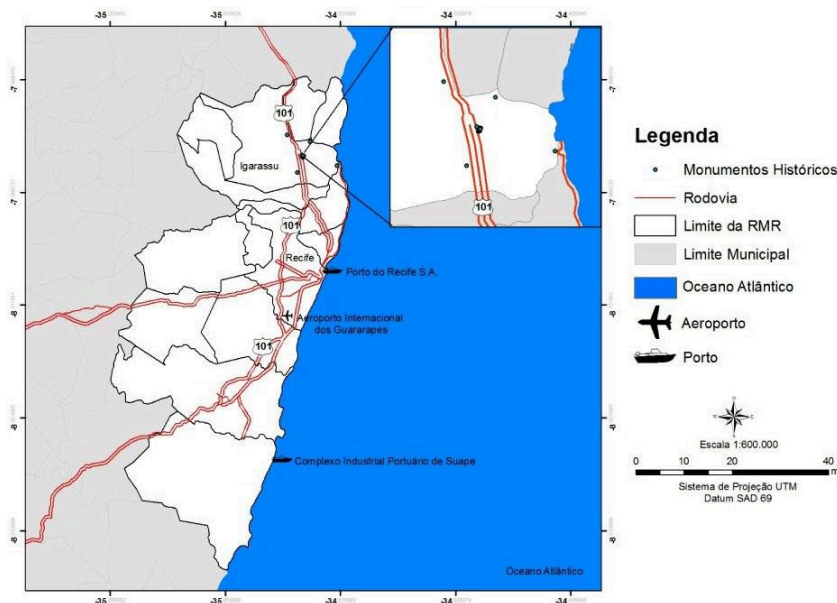 -35
-35
-34
-34
-34
101
-7
Igarassu
-7
101
Recife
Porto do Recife S.A.
-8
Aeroporto Internacional
dos Guararapes
101
-8
Complexo Industrial Portuário de Suape
-8
Oceano Atlântico
-35
-35
-34
-34
-34
101
Legenda
Monumentos Históricos
Rodovia
Limite da RMR
Limite Municipal
Oceano Atlântico
Aeroporto
Porto
Escala 1:600.000
0 10 20 40
Sistema de Projeção UTM
Datum SAD 69